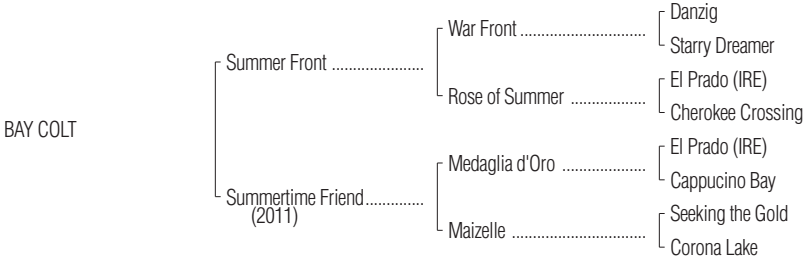 Danzig
War Front
Starry Dreamer
Summer Front
El Prado (IRE)
Rose of Summer
Cherokee Crossing
BAY COLT
El Prado (IRE)
Medaglia d'Oro
Cappucino Bay
Summertime Friend
(2011)
Seeking the Gold
Maizelle
Corona Lake